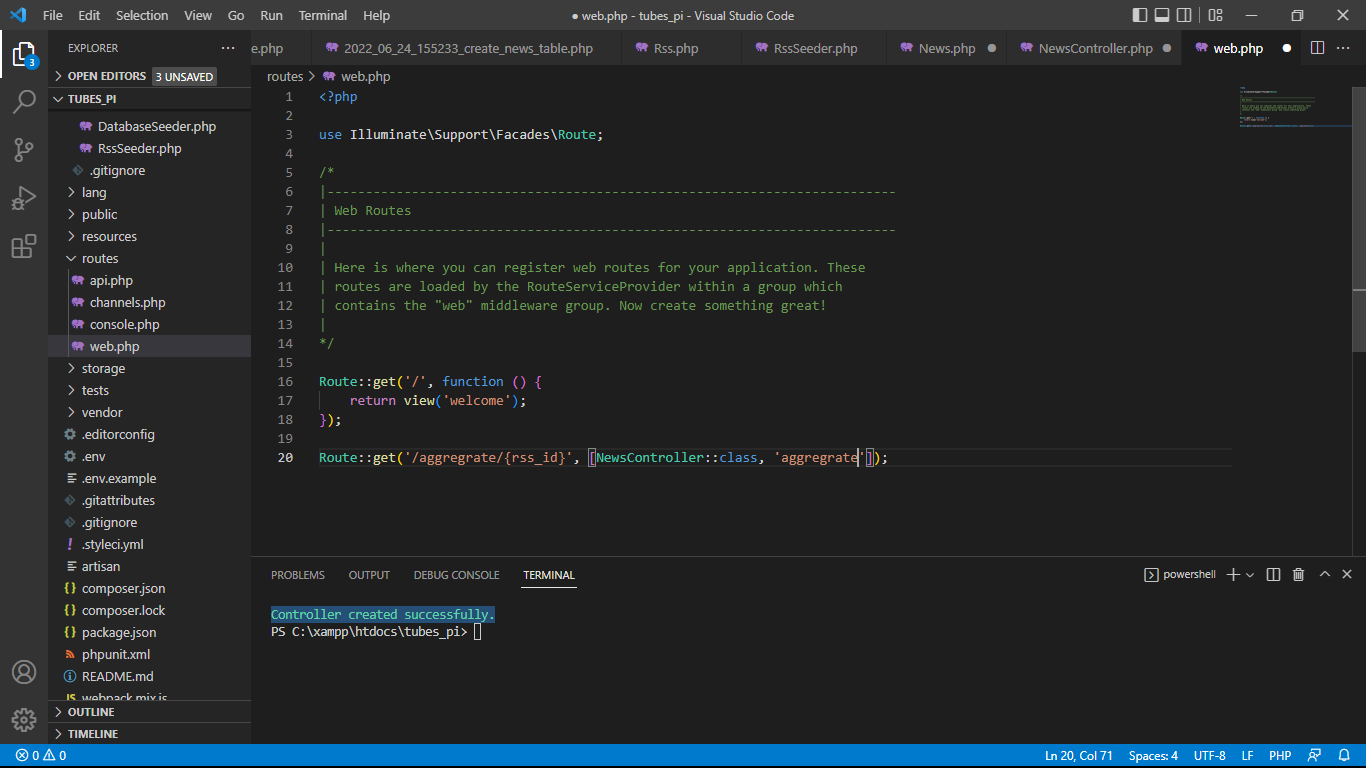 File Edit Selection View Go Run Terminal Help
● web.php - tubes_pi - Visual Studio Code
3
EXPLORER ···
OPEN EDITORS 3 UNSAVED
TUBES_PI
DatabaseSeeder.php
RssSeeder.php
.gitignore
lang
public
resources
routes
api.php
channels.php
console.php
web.php
storage
tests
vendor
.editorconfig
.env
.env.example
.gitattributes
.gitignore
.styleci.yml
artisan
composer.json
composer.lock
package.json
phpunit.xml
README.md
JS webpack.mix.js
OUTLINE
TIMELINE
e.php 2022_06_24_155233_create_news_table.php Rss.php RssSeeder.php News.php ● NewsController.php ● web.php ● ···
routes > web.php
1 <?php
2
3 use Illuminate\Support\Facades\Route;
4
5 /*
6 |--------------------------------------------------------------------------
7 | Web Routes
8 |--------------------------------------------------------------------------
9 |
10 | Here is where you can register web routes for your application. These
11 | routes are loaded by the RouteServiceProvider within a group which
12 | contains the "web" middleware group. Now create something great!
13 |
14 */
15
16 Route::get('/', function () {
17 return view('welcome');
18 });
19
20 Route::get('/aggregrate/{rss_id}', [NewsController::class, 'aggregrate']);
PROBLEMS OUTPUT DEBUG CONSOLE TERMINAL powershell
Controller created successfully.
PS C:\xampp\htdocs\tubes_pi>
0 0 Ln 20, Col 71 Spaces: 4 UTF-8 LF PHP